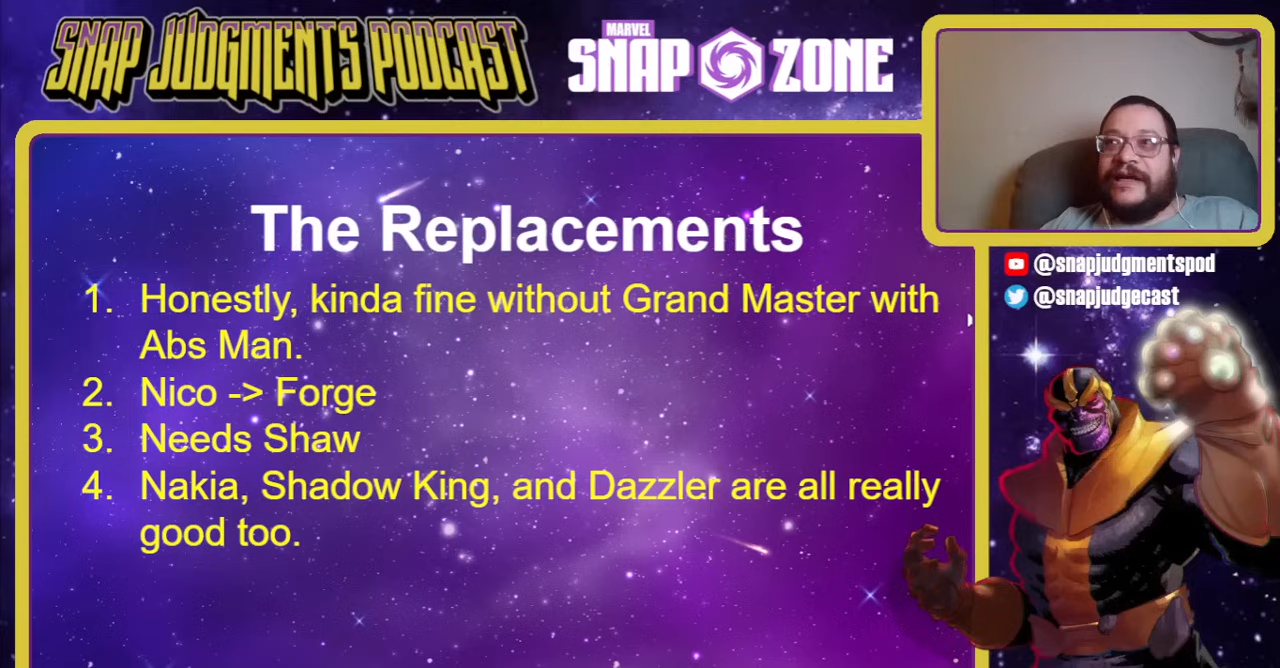 SNAP JUDGMENTS PODCAST
MARVEL
SNAP ZONE
The Replacements
1. Honestly, kinda fine without Grand Master with
Abs Man.
2. Nico -> Forge
3. Needs Shaw
4. Nakia, Shadow King, and Dazzler are all really
good too.
@snapjudgmentspod
@snapjudgecast